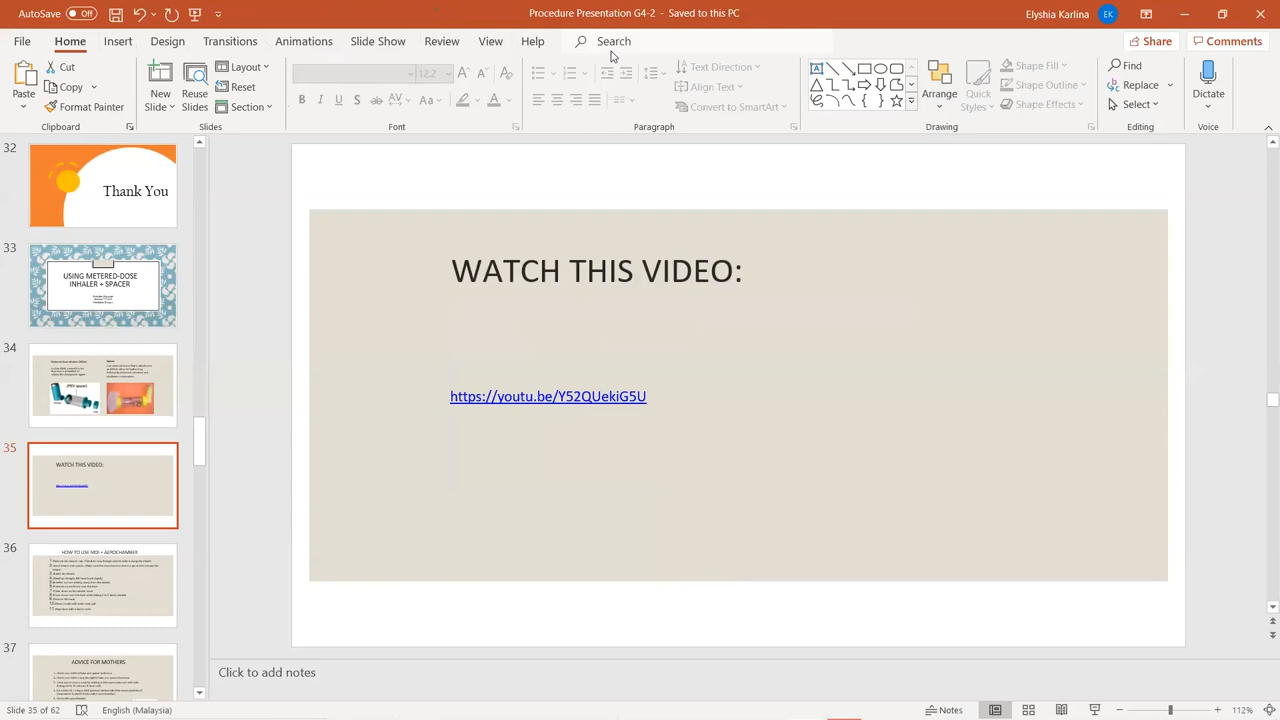 AutoSave Off
Procedure Presentation G4-2 - Saved to this PC
Elyshia Karlina EK
File Home Insert Design Transitions Animations Slide Show Review View Help Search
Share Comments
Paste
Cut
Copy
Format Painter
Clipboard
New Slide
Reuse Slides
Layout
Reset
Section
Slides
12.2
Font
Text Direction
Align Text
Convert to SmartArt
Paragraph
Arrange
Quick Styles
Shape Fill
Shape Outline
Shape Effects
Drawing
Find
Replace
Select
Editing
Dictate
Voice
32
Thank You
33
USING METERED-DOSE
INHALER + SPACER
34
35
WATCH THIS VIDEO:
36
HOW TO USE MDI + AEROCHAMBER
37
ADVICE FOR MOTHERS
WATCH THIS VIDEO:
https://youtu.be/Y52QUekiG5U
Click to add notes
Slide 35 of 62 English (Malaysia) Notes 112%